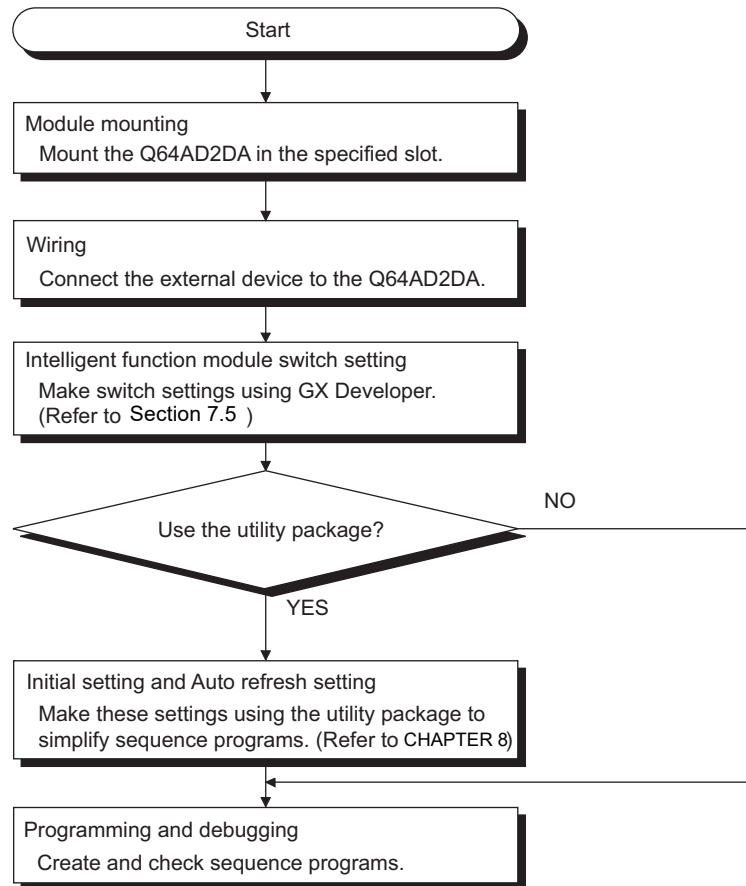 Start
Module mounting
Mount the Q64AD2DA in the specified slot.
Wiring
Connect the external device to the Q64AD2DA.
Intelligent function module switch setting
Make switch settings using GX Developer.
(Refer to Section 7.5 )
Use the utility package?
NO
YES
Initial setting and Auto refresh setting
Make these settings using the utility package to
simplify sequence programs. (Refer to CHAPTER 8)
Programming and debugging
Create and check sequence programs.